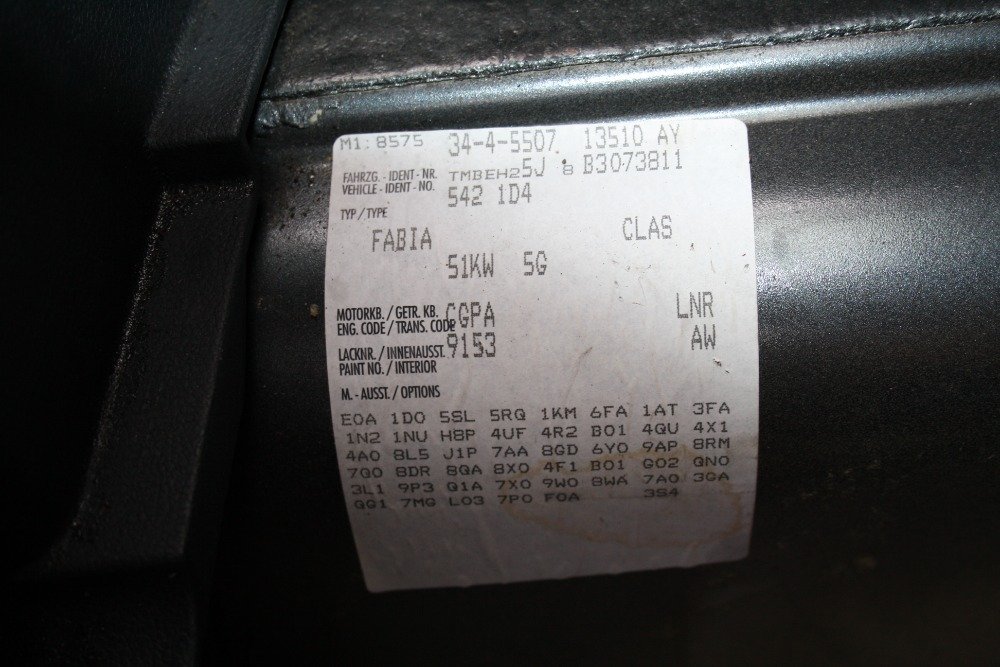 M1: 8575 34-4-5507 13510 AY
FAHRZG. - IDENT - NR. TMBEH25J 8 B3073811
VEHICLE - IDENT - NO.
542 1D4
TYP / TYPE
FABIA CLAS
51KW 5G
MOTORKB. / GETR. KB. CGPA LNR
ENG. CODE / TRANS. CODE
LACKNR. / INNENAUSST. 9153 AW
PAINT NO. / INTERIOR
M. - AUSST. / OPTIONS
E0A 1D0 5SL 5RQ 1KM 6FA 1AT 3FA
1N2 1NU H8P 4UF 4R2 B01 4QU 4X1
4A0 8L5 J1P 7AA 8GD 6Y0 9AP 8RM
7Q0 8DR 8QA 8X0 4F1 B01 G02 QN0
3L1 9P3 Q1A 7X0 9W0 8WA 7A0 3GA
QG1 7MG L03 7P0 F0A 3S4